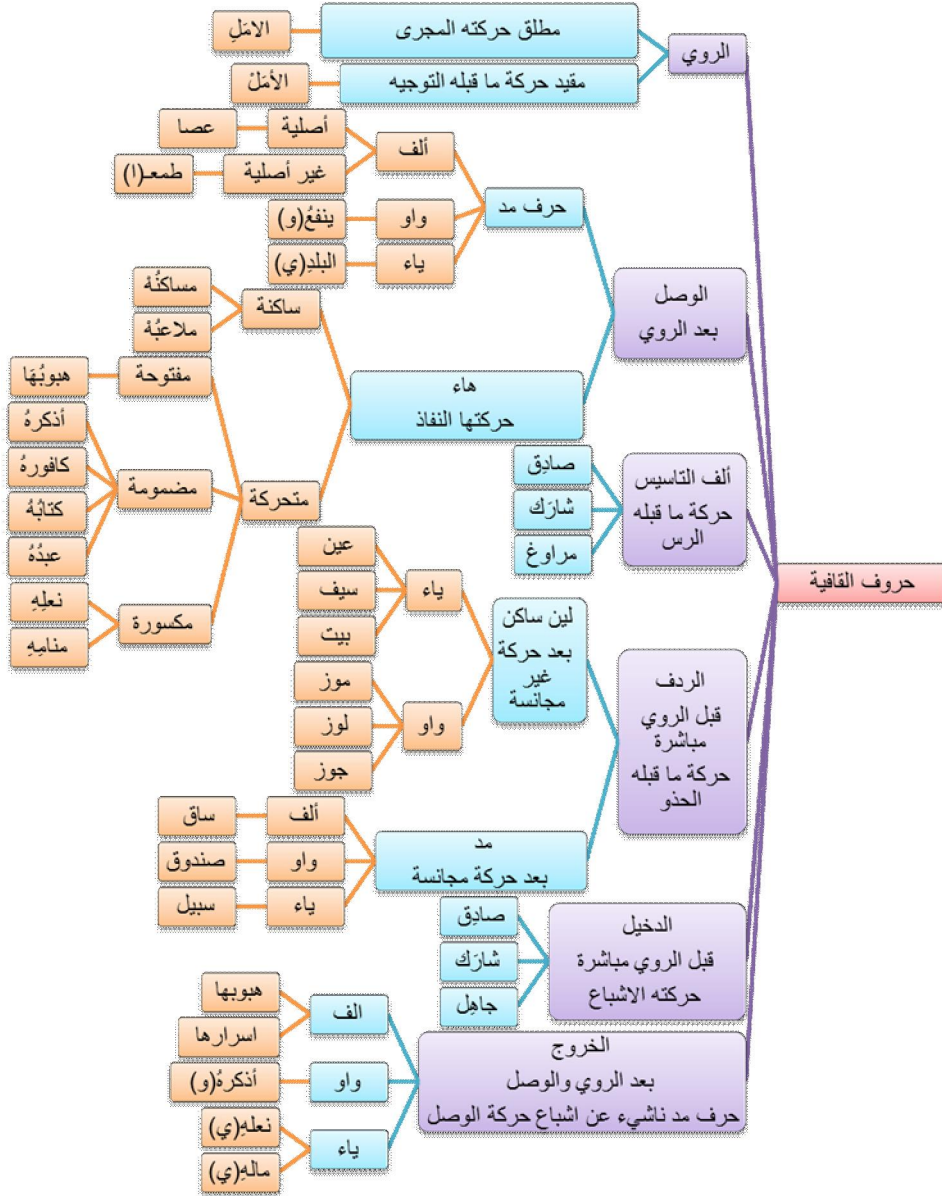 حروف القافية
الروي
مطلق حركته المجرى
الامَلِ
مقيد حركة ما قبله التوجيه
الأمَلْ
الوصل
بعد الروي
حرف مد
ألف
أصلية
عصا
غير أصلية
طمعـ(ا)
واو
ينفعُ(و)
ياء
البلدِ(ي)
هاء
حركتها النفاذ
ساكنة
مساكنُهْ
ملاعبُهْ
متحركة
مفتوحة
هبوبُهَا
مضمومة
أذكرهُ
كافورهُ
كتابُهُ
عبدُهُ
مكسورة
نعلِهِ
منامِهِ
ألف التاسيس
حركة ما قبله
الرس
صادِق
شارَك
مراوغ
الردف
قبل الروي
مباشرة
حركة ما قبله
الحذو
لين ساكن
بعد حركة
غير
مجانسة
ياء
عين
سيف
بيت
واو
موز
لوز
جوز
مد
بعد حركة مجانسة
ألف
ساق
واو
صندوق
ياء
سبيل
الدخيل
قبل الروي مباشرة
حركته الاشباع
صادِق
شارَك
جاهِل
الخروج
بعد الروي والوصل
حرف مد ناشيء عن اشباع حركة الوصل
الف
هبوبها
اسرارها
واو
أذكرهُ(و)
ياء
نعلهِ(ي)
مالهِ(ي)